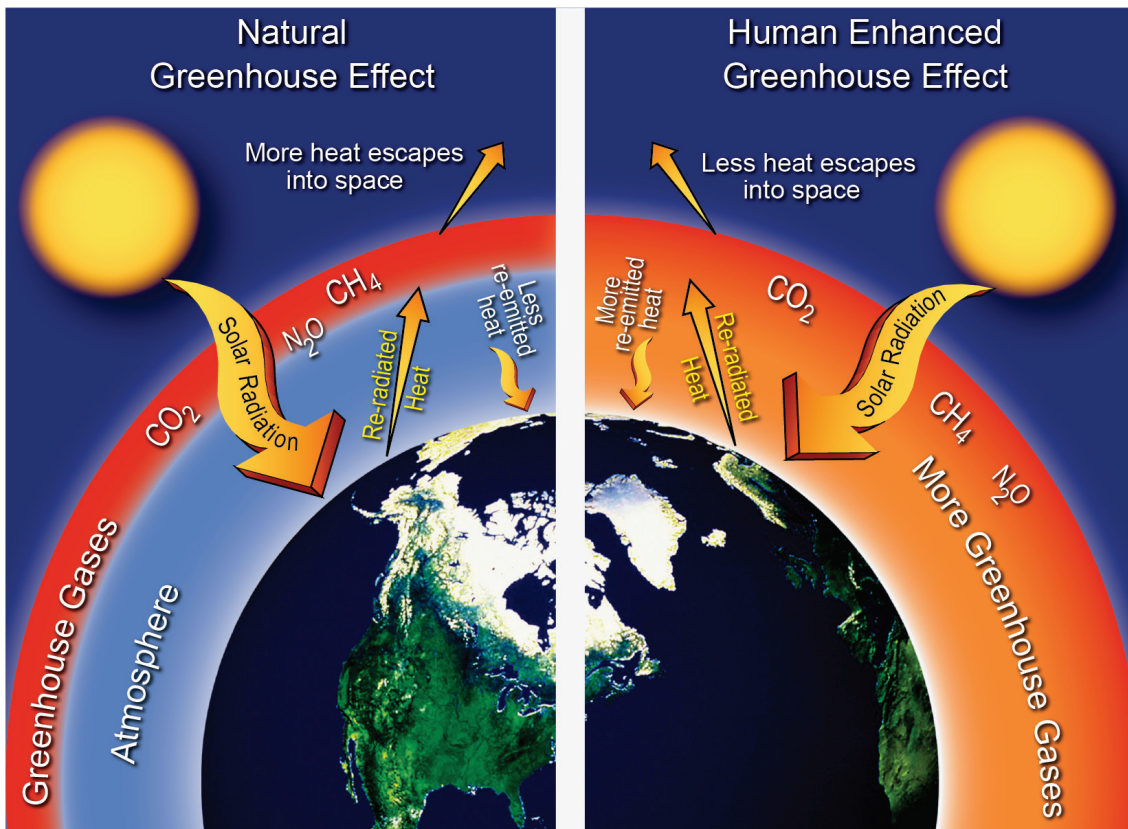 Natural
Greenhouse Effect
More heat escapes
into space
CH₄
N₂O
CO₂
Solar Radiation
Re-radiated
Heat
Less
re-emitted
heat
Greenhouse Gases
Atmosphere
Human Enhanced
Greenhouse Effect
Less heat escapes
into space
More
re-emitted
heat
Re-radiated
Heat
CO₂
Solar Radiation
CH₄
N₂O
More Greenhouse Gases